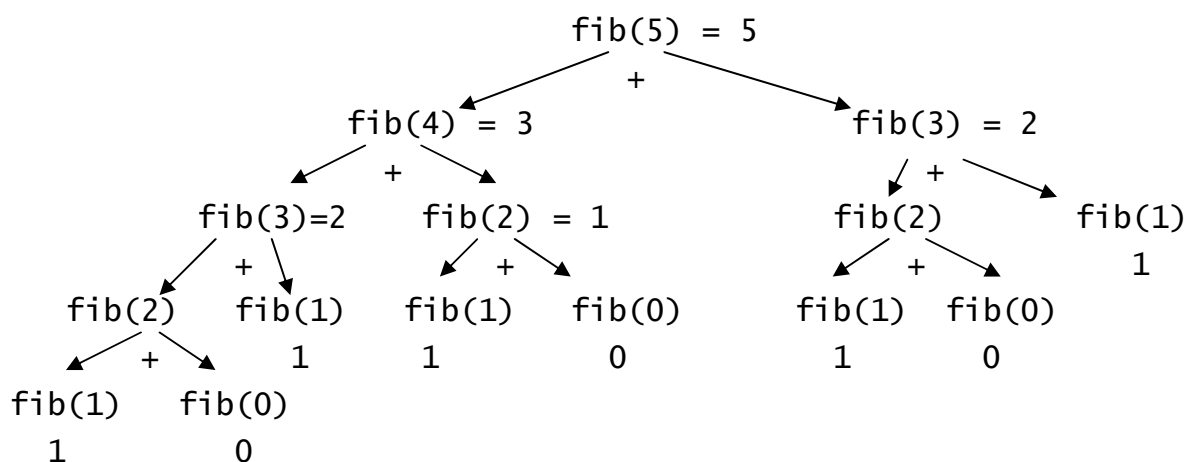 fib(5) = 5
+
fib(4) = 3 fib(3) = 2
+ +
fib(3)=2 fib(2) = 1 fib(2) fib(1)
+ + + 1
fib(2) fib(1) fib(1) fib(0) fib(1) fib(0)
+ 1 1 0 1 0
fib(1) fib(0)
1 0